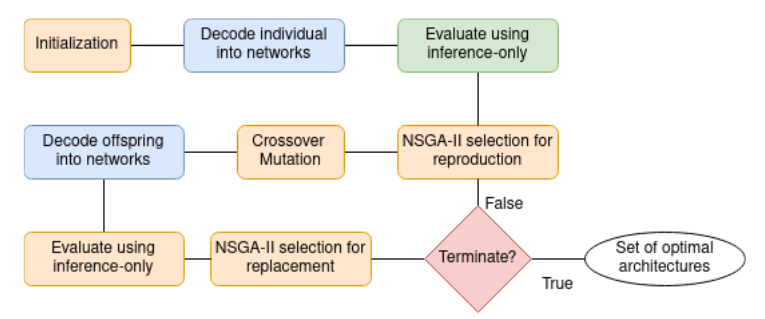 Initialization
Decode individual
into networks
Evaluate using
inference-only
Decode offspring
into networks
Crossover
Mutation
NSGA-II selection for
reproduction
False
Evaluate using
inference-only
NSGA-II selection for
replacement
Terminate?
True
Set of optimal
architectures